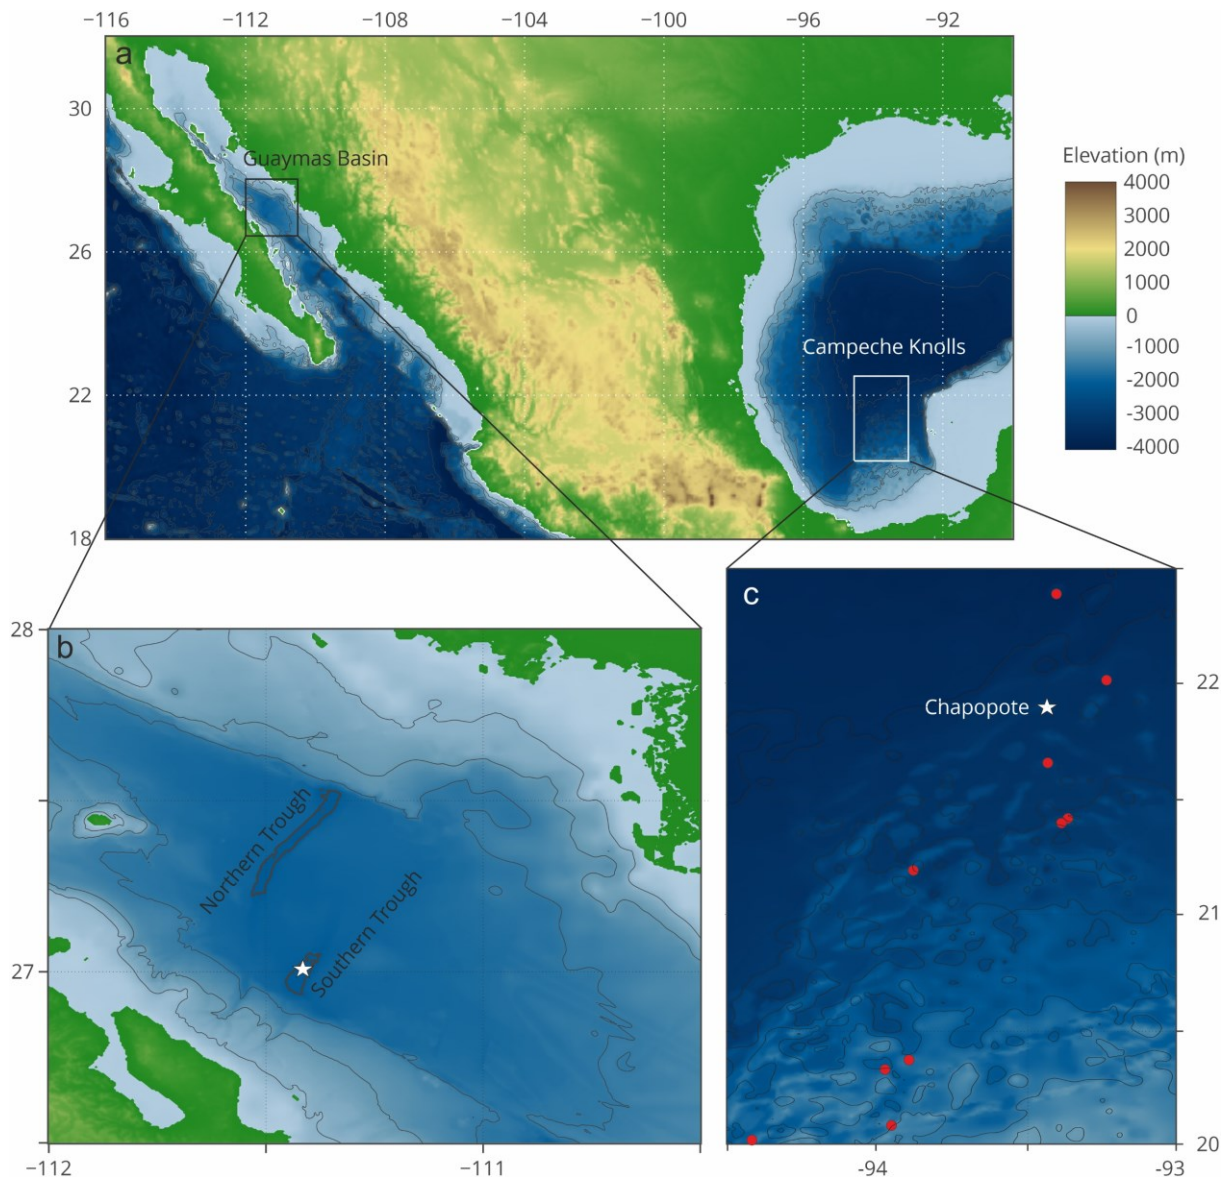 −116 −112 −108 −104 −100 −96 −92
a
30
Guaymas Basin
26
Campeche Knolls
22
18
Elevation (m)
4000
3000
2000
1000
0
-1000
-2000
-3000
-4000
28
b
Northern Trough
Southern Trough
27
−112 −111
c
22
Chapopote
21
20
-94 -93